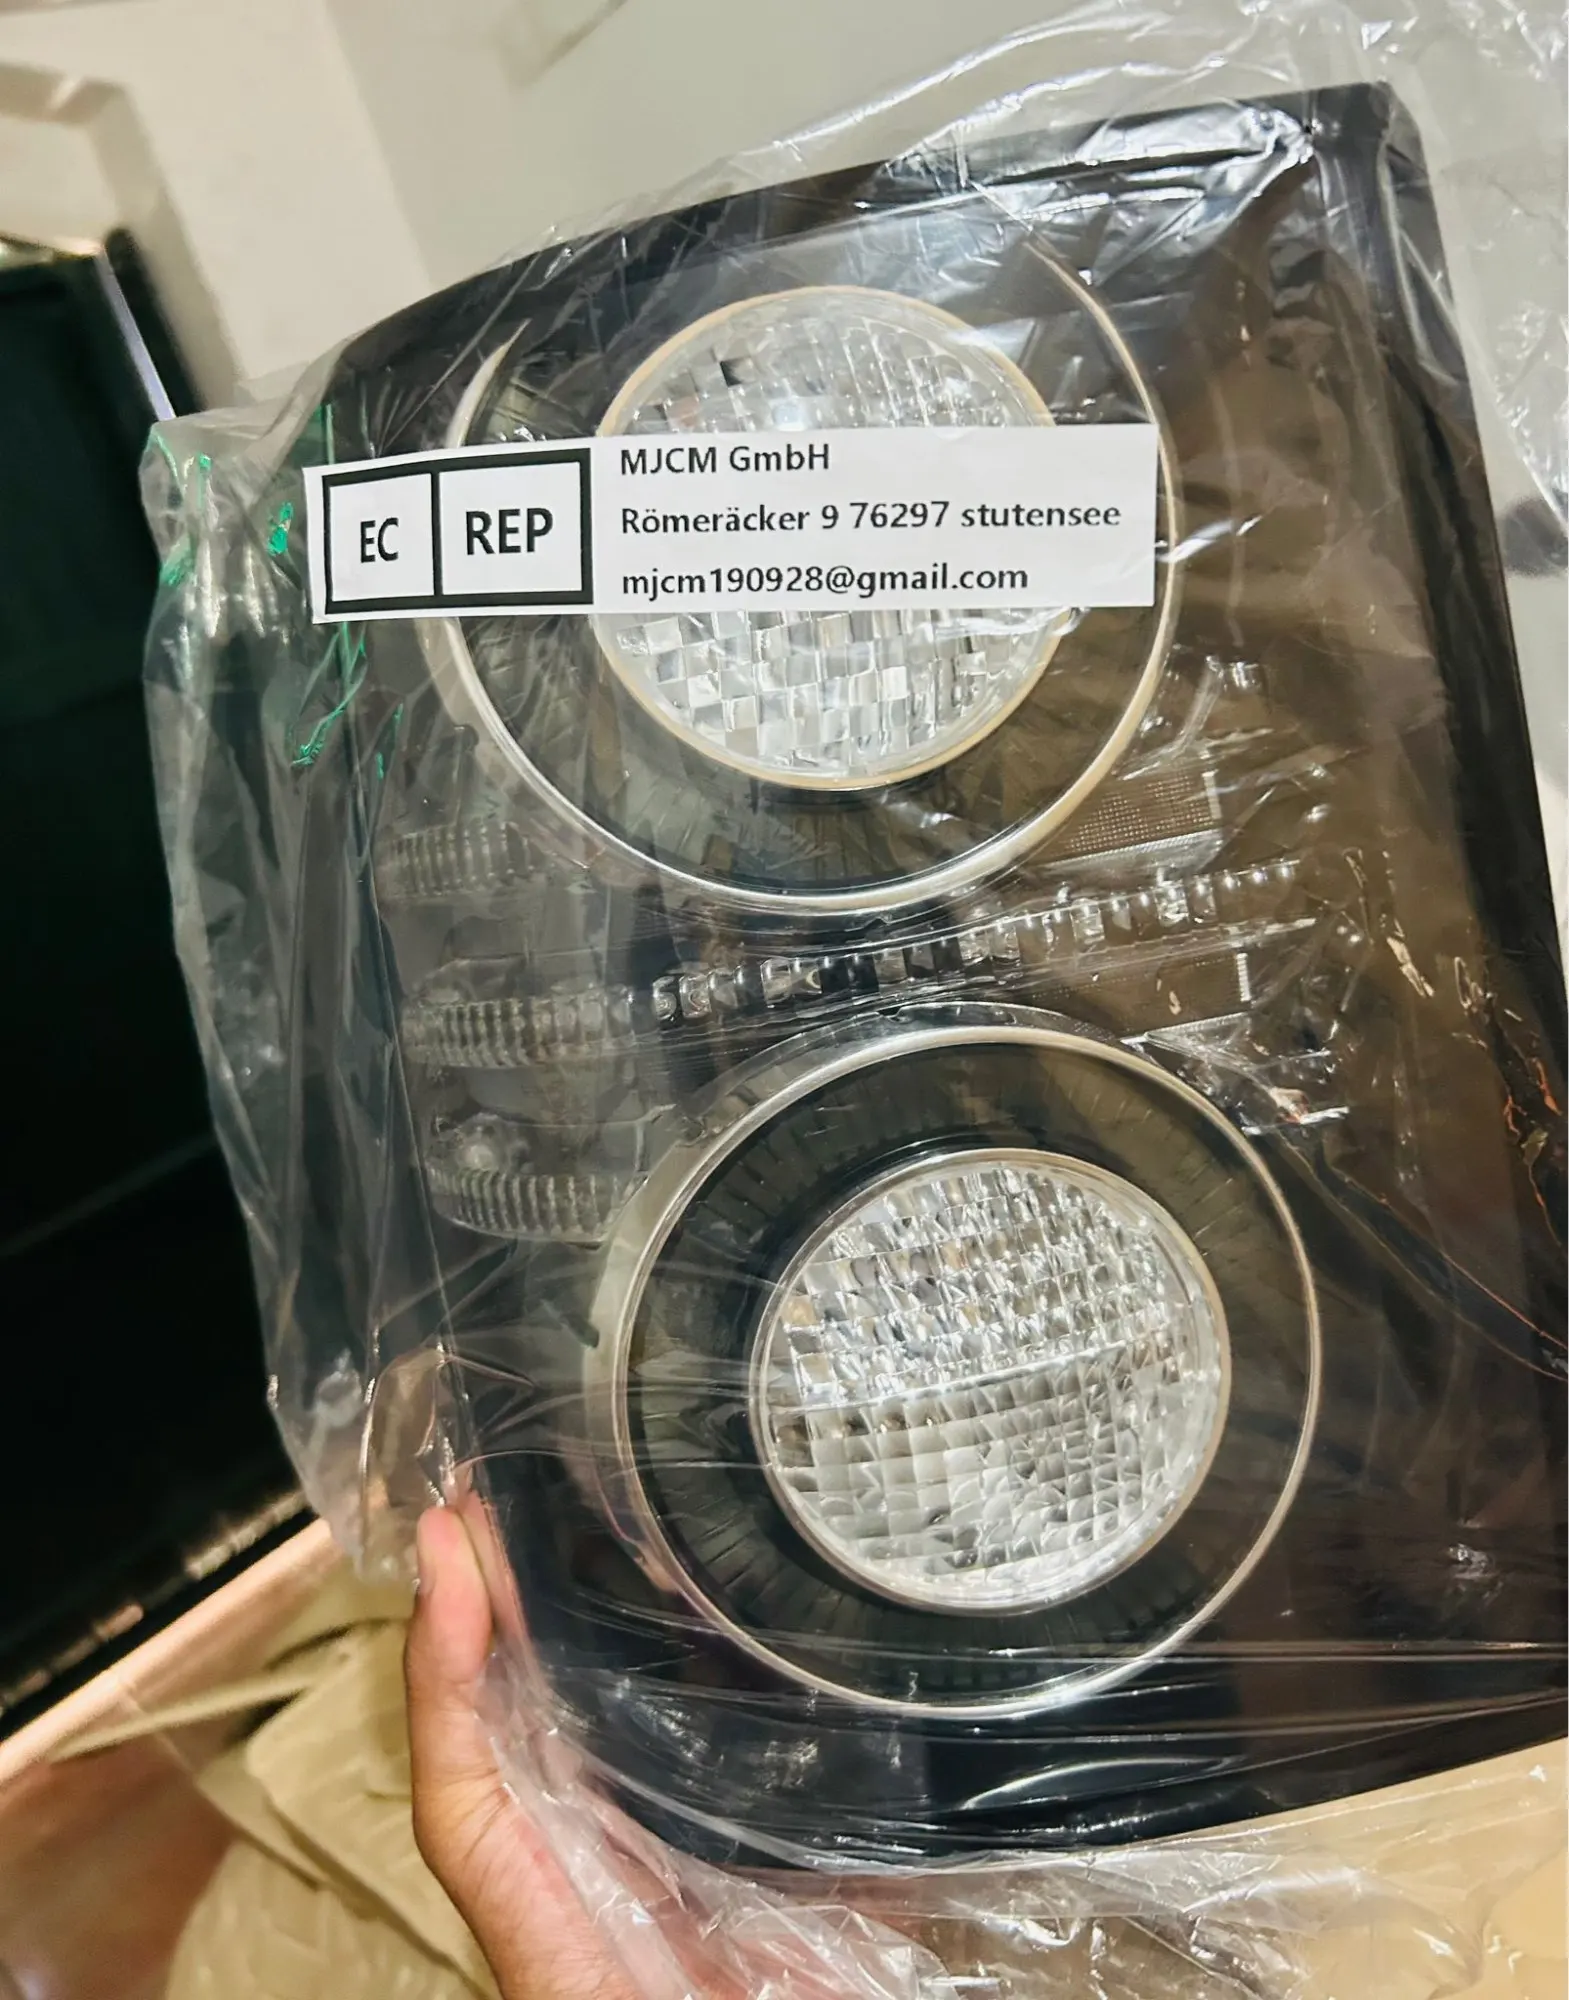 EC REP
MJCM GmbH
Römeräcker 9 76297 stutensee
mjcm190928@gmail.com